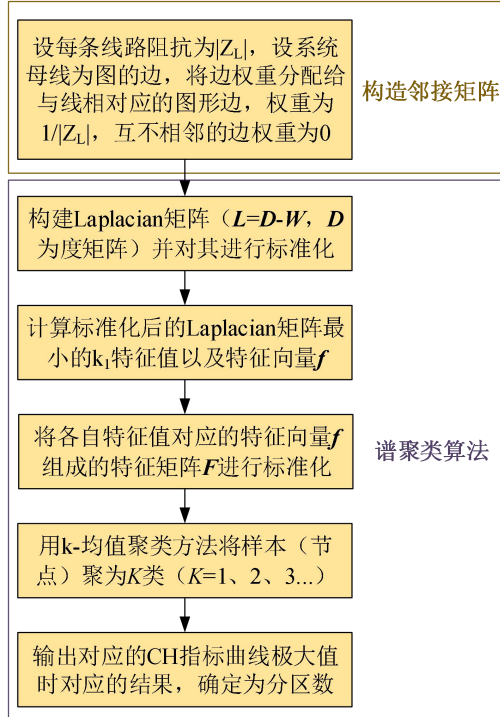 设每条线路阻抗为|Z_L|，设系统
母线为图的边，将边权重分配给
与线相对应的图形边，权重为
1/|Z_L|，互不相邻的边权重为0
构造邻接矩阵
构建Laplacian矩阵（L=D-W，D
为度矩阵）并对其进行标准化
计算标准化后的Laplacian矩阵最
小的k₁特征值以及特征向量f
将各自特征值对应的特征向量f
组成的特征矩阵F进行标准化
谱聚类算法
用k-均值聚类方法将样本（节
点）聚为K类（K=1、2、3...）
输出对应的CH指标曲线极大值
时对应的结果，确定为分区数